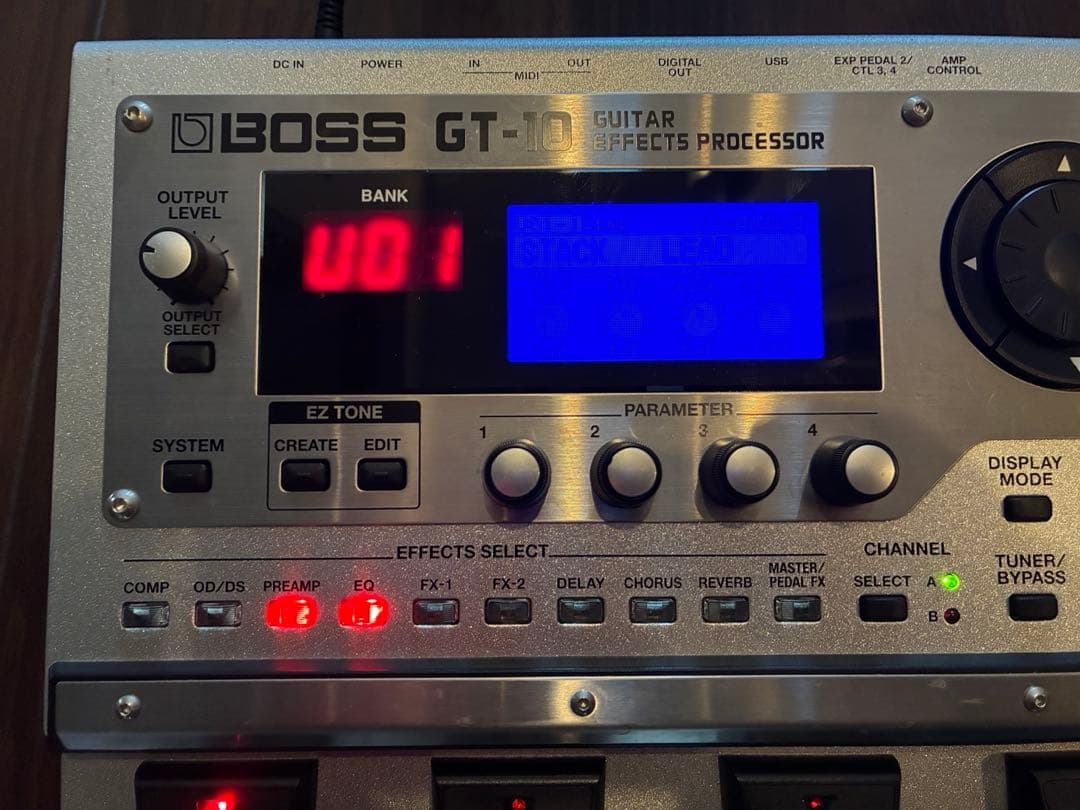 DC IN POWER IN OUT DIGITAL OUT USB EXP PEDAL 2/ CTL 3, 4 AMP CONTROL
MIDI
BOSS GT-10 GUITAR EFFECTS PROCESSOR
OUTPUT LEVEL
BANK
U01
STACK LEAD
OUTPUT SELECT
EZ TONE
PARAMETER
1 2 3 4
SYSTEM
CREATE EDIT
DISPLAY MODE
EFFECTS SELECT
CHANNEL
COMP OD/DS PREAMP EQ FX-1 FX-2 DELAY CHORUS REVERB MASTER/ PEDAL FX
SELECT A
B
TUNER/ BYPASS